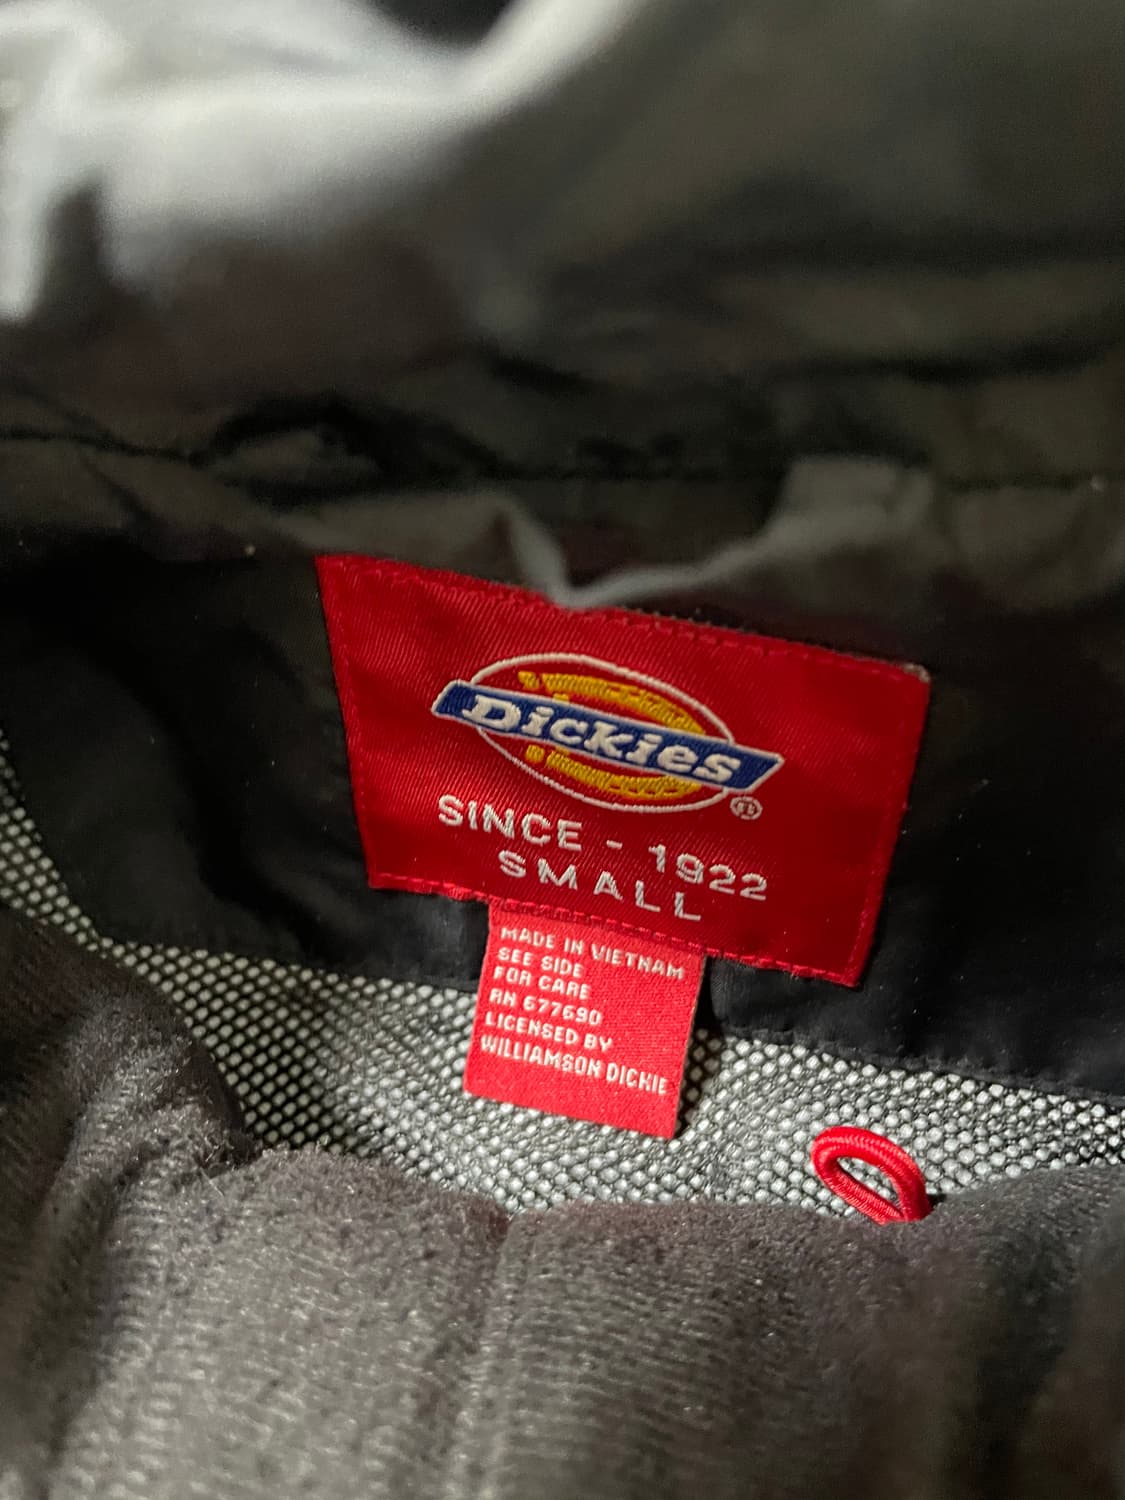 Dickies
®
SINCE - 1922
SMALL
MADE IN VIETNAM
SEE SIDE
FOR CARE
RN 677690
LICENSED BY
WILLIAMSON DICKIE